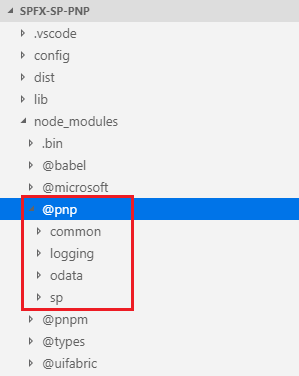 SPFX-SP-PNP
.vscode
config
dist
lib
node_modules
.bin
@babel
@microsoft
@pnp
common
logging
odata
sp
@pnpm
@types
@uifabric